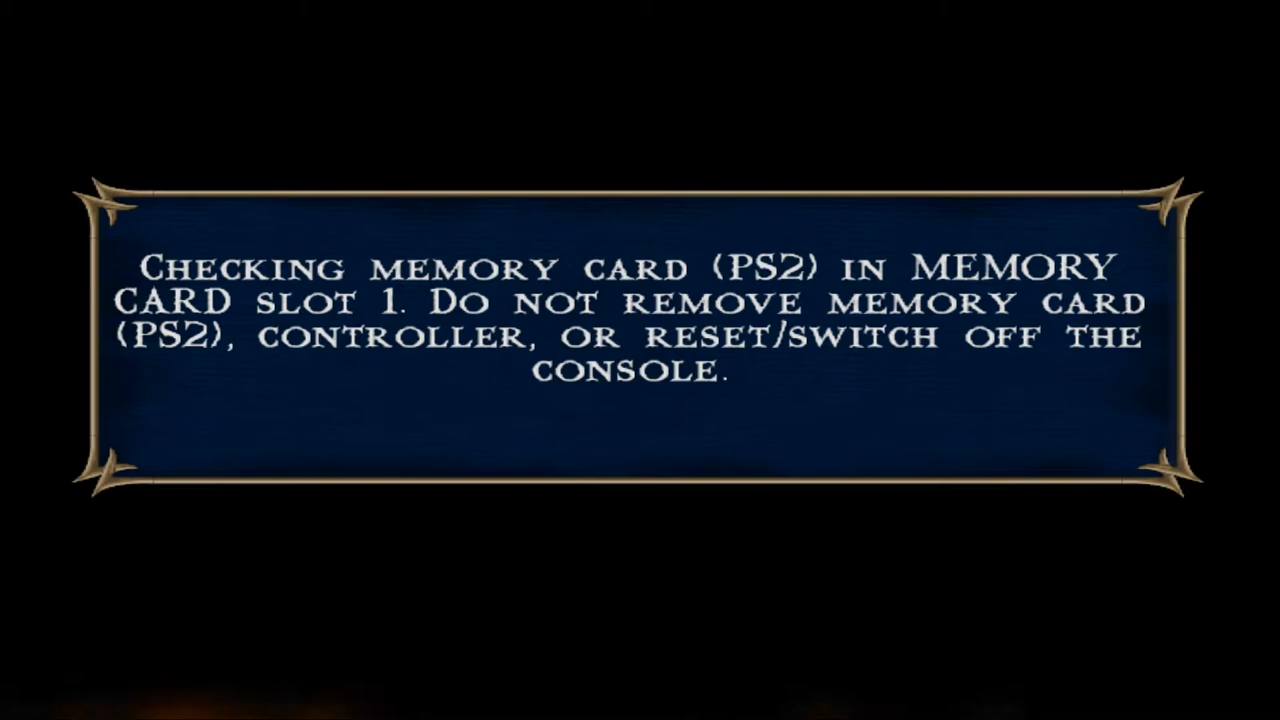 Checking memory card (PS2) in MEMORY
CARD slot 1. Do not remove memory card
(PS2), controller, or reset/switch off the
console.